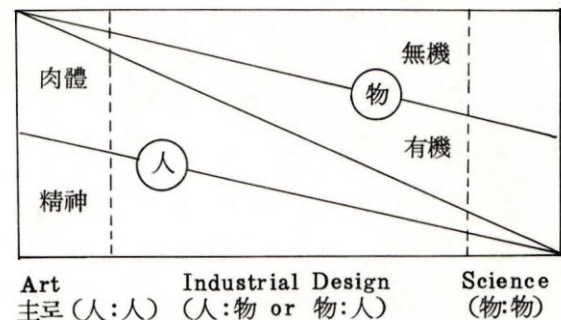 無機
肉體
物
有機
人
精神
Art Industrial Design Science
主로 (人:人) (人:物 or 物:人) (物:物)